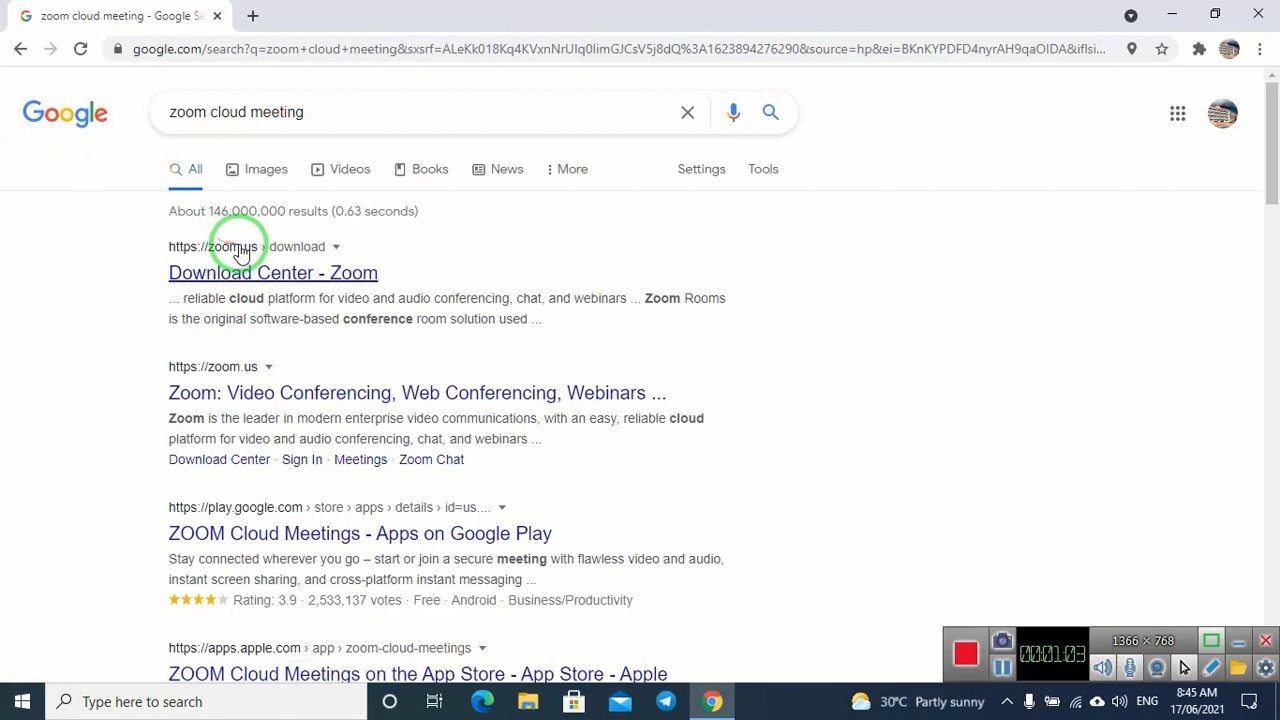 zoom cloud meeting - Google Se
google.com/search?q=zoom+cloud+meeting&sxsrf=ALeKk018Kq4KVxnNrUIq0limGJCsV5j8dQ%3A1623894276290&source=hp&ei=BKnKYPDFD4nyrAH9qaOIDA&iflsi...
Google
zoom cloud meeting
All
Images
Videos
Books
News
More
Settings
Tools
About 146,000,000 results (0.63 seconds)
https://zoom.us › download
Download Center - Zoom
... reliable cloud platform for video and audio conferencing, chat, and webinars ... Zoom Rooms
is the original software-based conference room solution used ...
https://zoom.us
Zoom: Video Conferencing, Web Conferencing, Webinars ...
Zoom is the leader in modern enterprise video communications, with an easy, reliable cloud
platform for video and audio conferencing, chat, and webinars ...
Download Center · Sign In · Meetings · Zoom Chat
https://play.google.com › store › apps › details › id=us....
ZOOM Cloud Meetings - Apps on Google Play
Stay connected wherever you go – start or join a secure meeting with flawless video and audio,
instant screen sharing, and cross-platform instant messaging ...
Rating: 3.9 · 2,533,137 votes · Free · Android · Business/Productivity
https://apps.apple.com › app › zoom-cloud-meetings
ZOOM Cloud Meetings on the App Store - App Store - Apple
00:01:03
1366 × 768
Type here to search
30°C Partly sunny
ENG
8:45 AM
17/06/2021